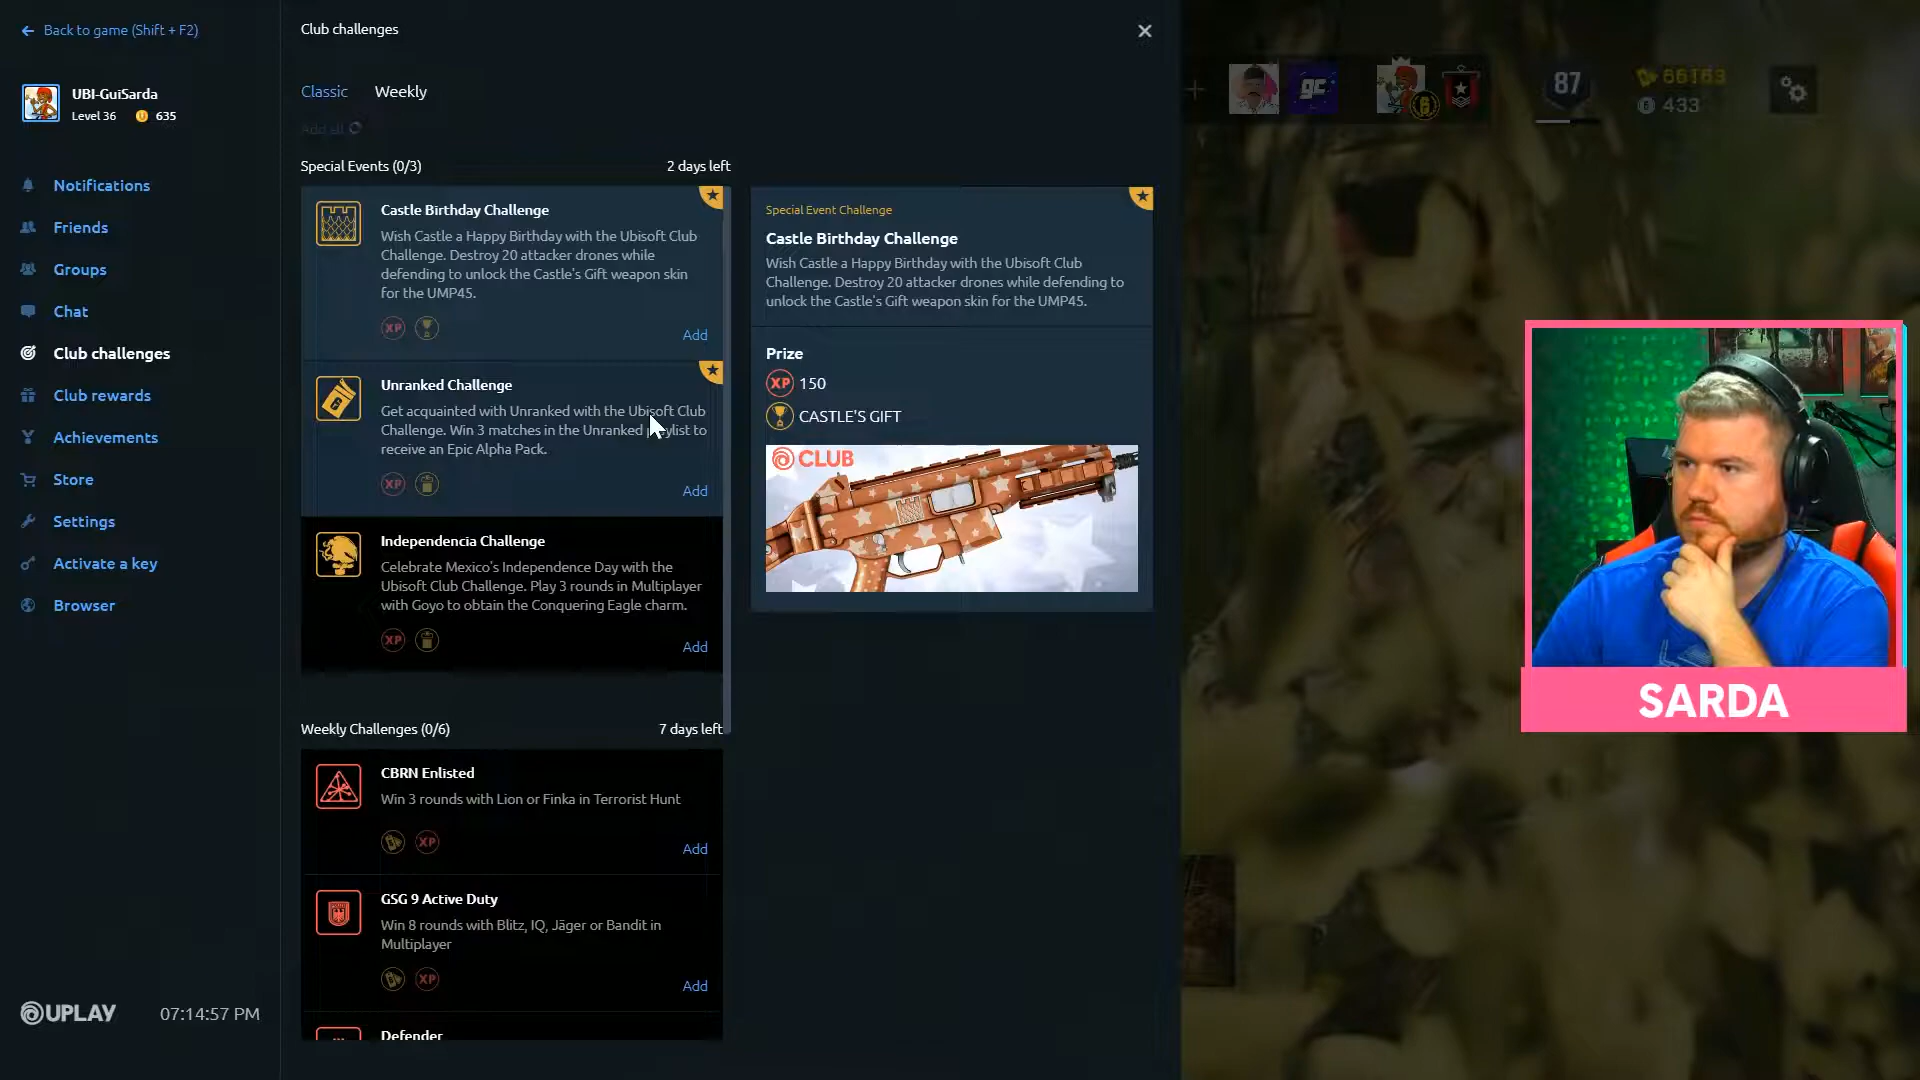 Back to game (Shift + F2)
UBI-GuiSarda
Level 36 635
Notifications
Friends
Groups
Chat
Club challenges
Club rewards
Achievements
Store
Settings
Activate a key
Browser
UPLAY 07:14:57 PM
Club challenges
Classic Weekly
Add all
Special Events (0/3) 2 days left
Castle Birthday Challenge
Wish Castle a Happy Birthday with the Ubisoft Club
Challenge. Destroy 20 attacker drones while
defending to unlock the Castle's Gift weapon skin
for the UMP45.
XP
Add
Unranked Challenge
Get acquainted with Unranked with the Ubisoft Club
Challenge. Win 3 matches in the Unranked playlist to
receive an Epic Alpha Pack.
XP
Add
Independencia Challenge
Celebrate Mexico's Independence Day with the
Ubisoft Club Challenge. Play 3 rounds in Multiplayer
with Goyo to obtain the Conquering Eagle charm.
XP
Add
Weekly Challenges (0/6) 7 days left
CBRN Enlisted
Win 3 rounds with Lion or Finka in Terrorist Hunt
XP
Add
GSG 9 Active Duty
Win 8 rounds with Blitz, IQ, Jäger or Bandit in
Multiplayer
XP
Add
Defender
Special Event Challenge
Castle Birthday Challenge
Wish Castle a Happy Birthday with the Ubisoft Club
Challenge. Destroy 20 attacker drones while defending to
unlock the Castle's Gift weapon skin for the UMP45.
Prize
XP 150
CASTLE'S GIFT
CLUB
gc
87
66163
433
SARDA